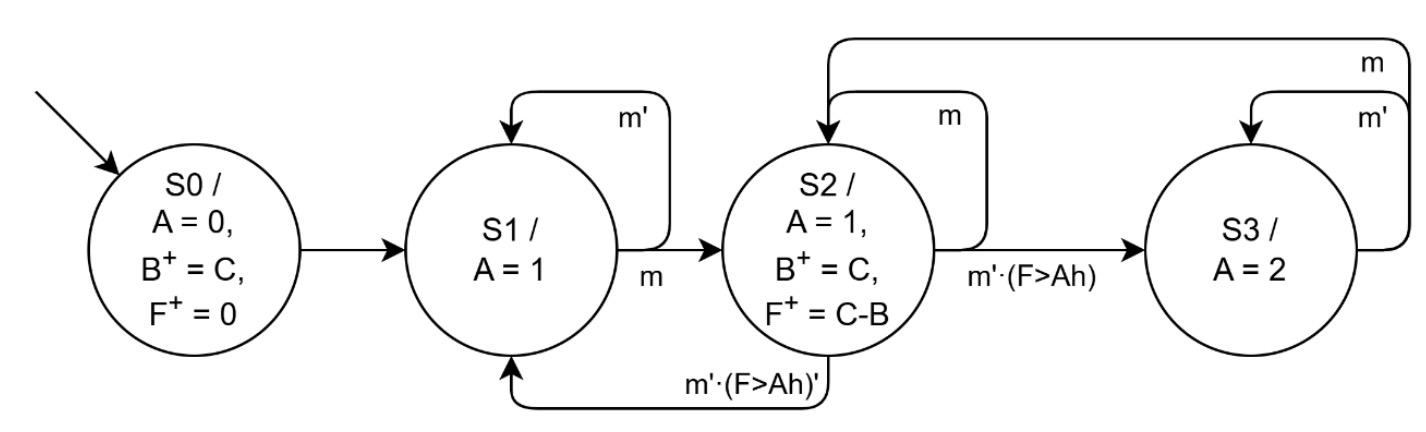 S0 /
A = 0,
B⁺ = C,
F⁺ = 0
m'
S1 /
A = 1
m
m
S2 /
A = 1,
B⁺ = C,
F⁺ = C-B
m'·(F>Ah)
m'·(F>Ah)'
m
m'
S3 /
A = 2